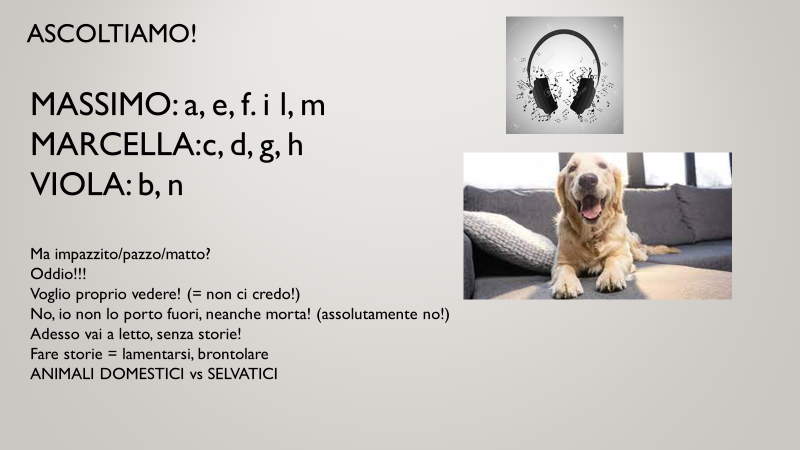 ASCOLTIAMO!
MASSIMO: a, e, f. i l, m
MARCELLA:c, d, g, h
VIOLA: b, n
Ma impazzito/pazzo/matto?
Oddio!!!
Voglio proprio vedere! (= non ci credo!)
No, io non lo porto fuori, neanche morta! (assolutamente no!)
Adesso vai a letto, senza storie!
Fare storie = lamentarsi, brontolare
ANIMALI DOMESTICI vs SELVATICI